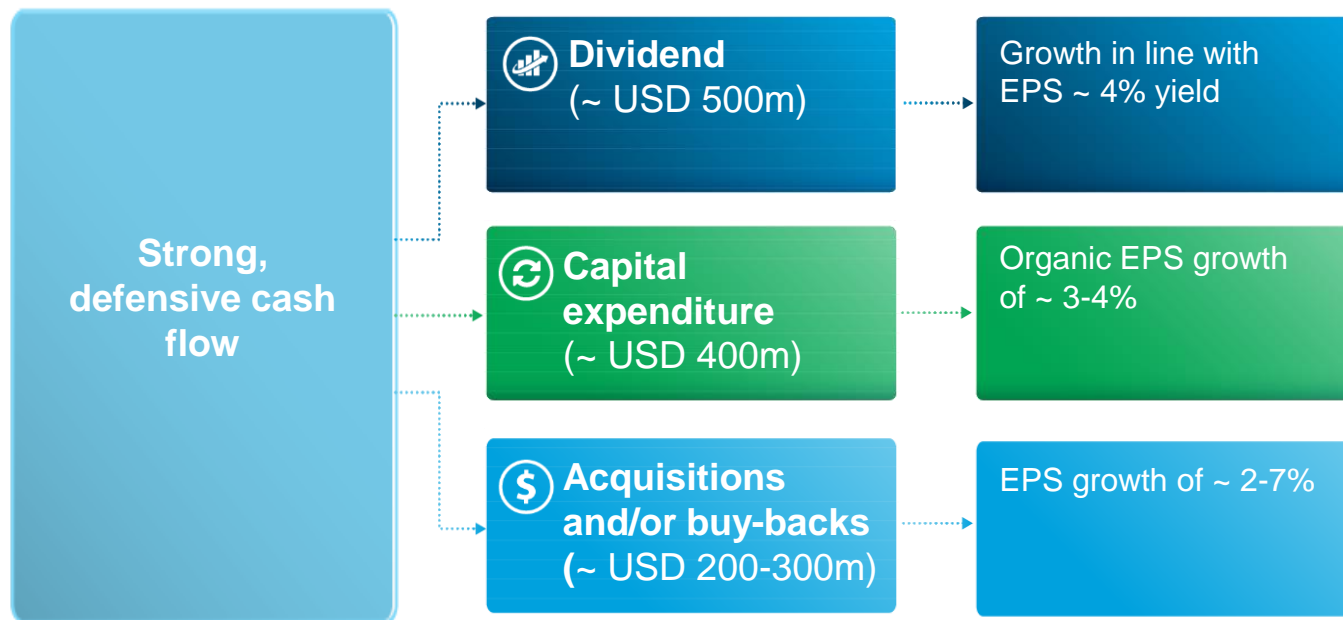 Strong,
defensive cash
flow
Dividend
(~ USD 500m)
Growth in line with
EPS ~ 4% yield
Capital
expenditure
(~ USD 400m)
Organic EPS growth
of ~ 3-4%
$
Acquisitions
and/or buy-backs
(~ USD 200-300m)
EPS growth of ~ 2-7%